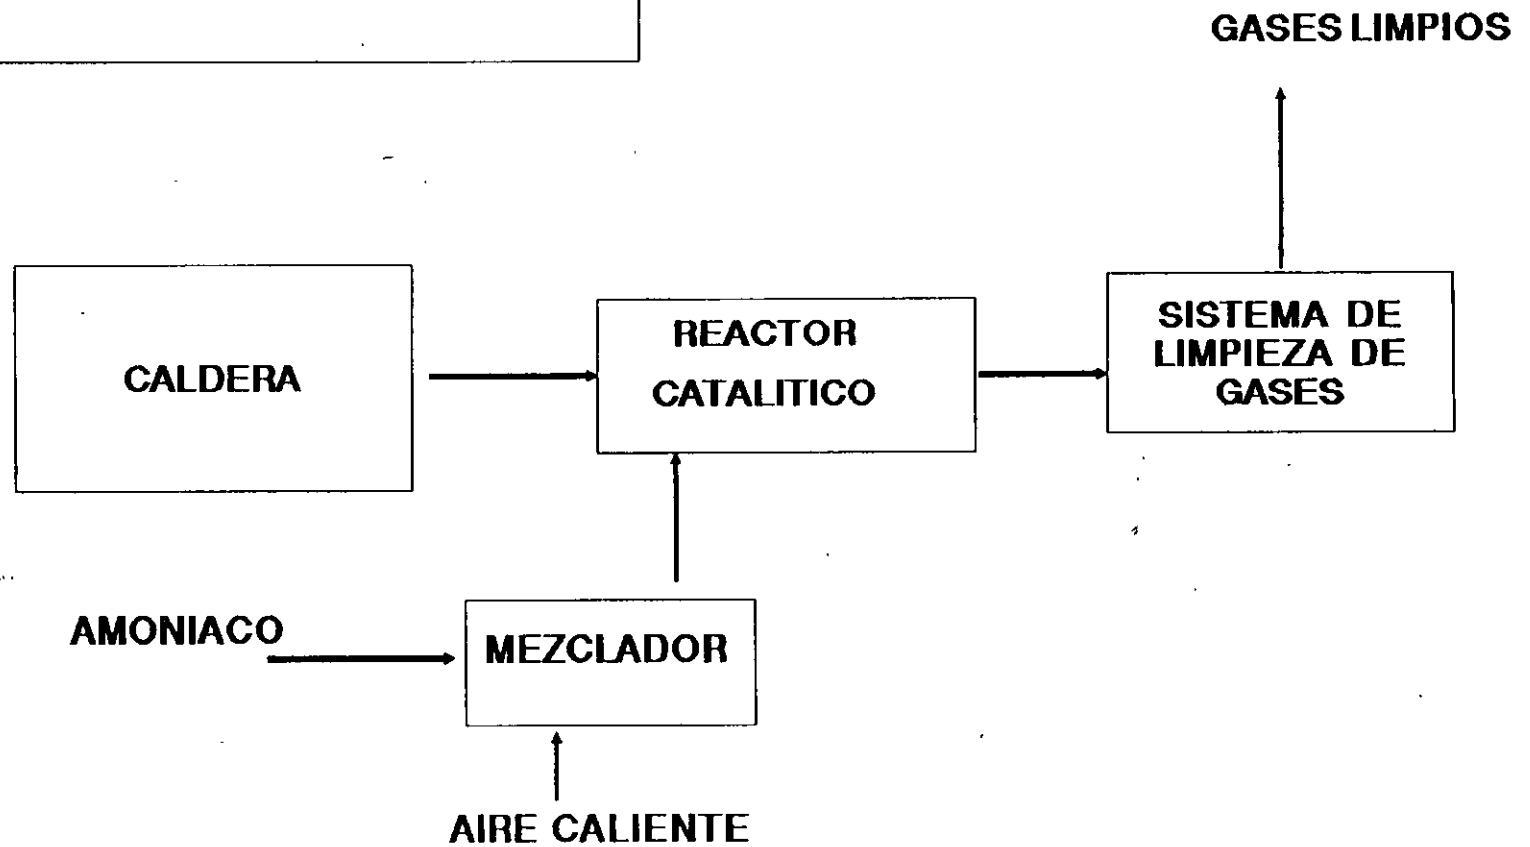 GASES LIMPIOS
CALDERA
REACTOR
CATALITICO
SISTEMA DE
LIMPIEZA DE
GASES
AMONIACO
MEZCLADOR
AIRE CALIENTE